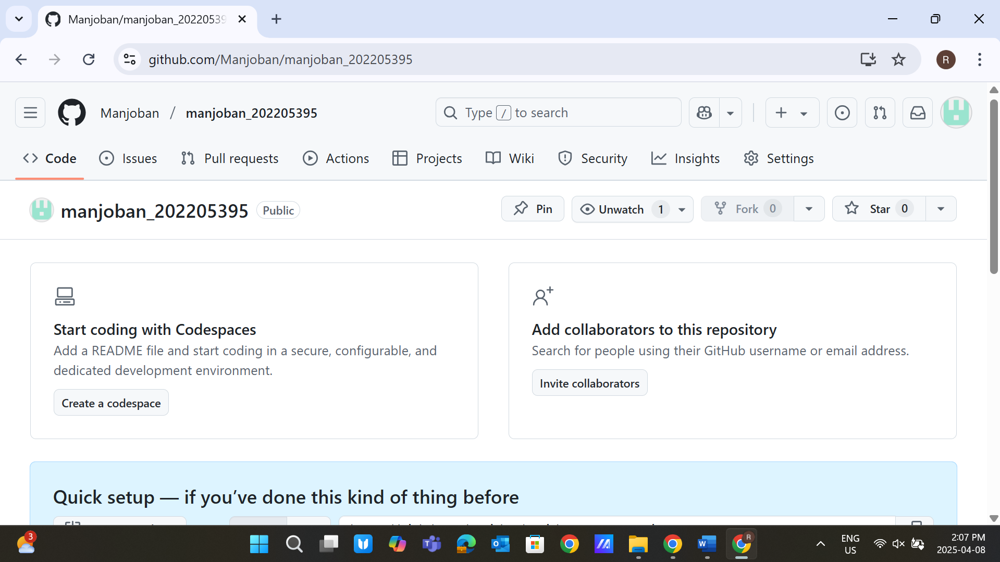 Manjoban/manjoban_20220539
github.com/Manjoban/manjoban_202205395
R
Manjoban / manjoban_202205395
Type / to search
Code Issues Pull requests Actions Projects Wiki Security Insights Settings
manjoban_202205395 Public
Pin Unwatch 1 Fork 0 Star 0
Start coding with Codespaces
Add a README file and start coding in a secure, configurable, and
dedicated development environment.
Create a codespace
Add collaborators to this repository
Search for people using their GitHub username or email address.
Invite collaborators
Quick setup — if you’ve done this kind of thing before
3
R
ENG
US
2:07 PM
2025-04-08